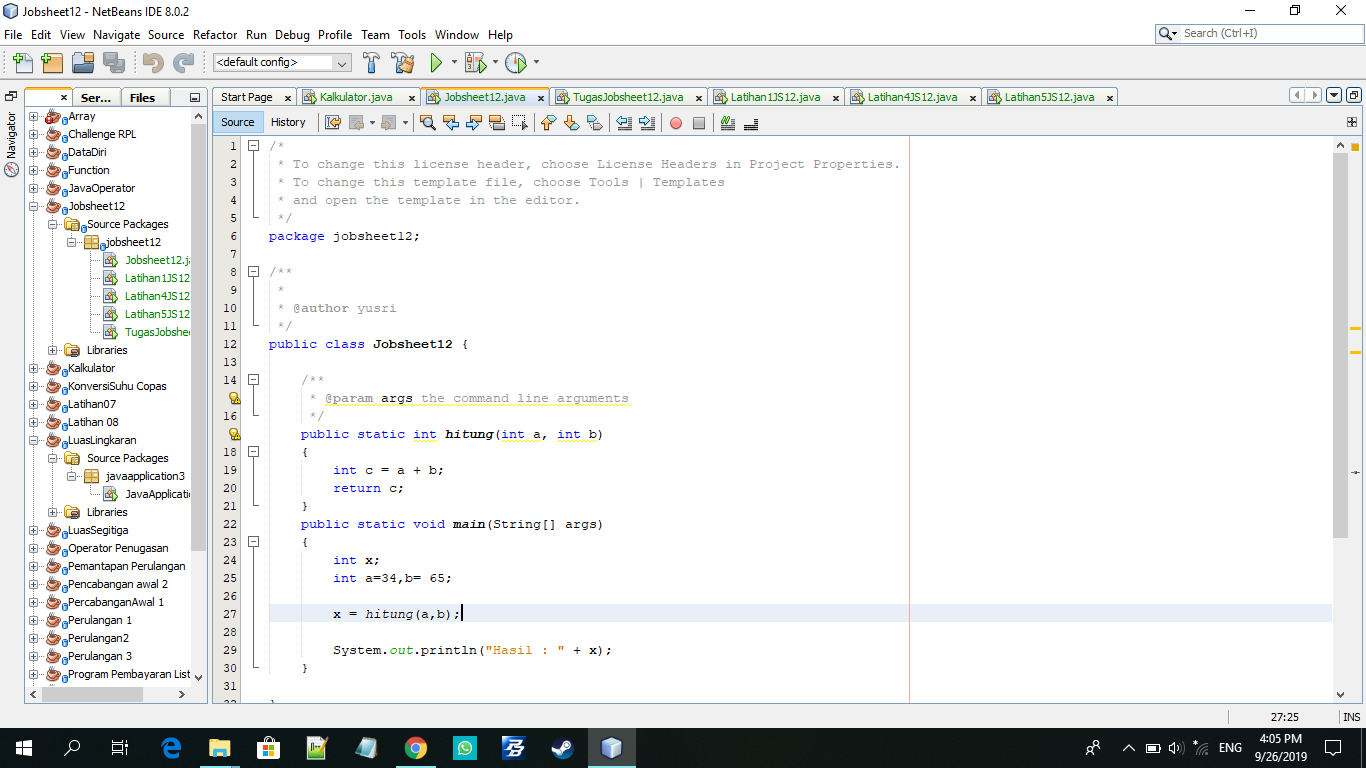 Jobsheet12 - NetBeans IDE 8.0.2
File Edit View Navigate Source Refactor Run Debug Profile Team Tools Window Help
Search (Ctrl+I)
<default config>
Ser... Files
Start Page Kalkulator.java Jobsheet12.java TugasJobsheet12.java Latihan1JS12.java Latihan4JS12.java Latihan5JS12.java
Navigator
Array
Challenge RPL
DataDiri
Function
JavaOperator
Jobsheet12
Source Packages
jobsheet12
Jobsheet12.ja
Latihan1JS12
Latihan4JS12
Latihan5JS12
TugasJobshe
Libraries
Kalkulator
KonversiSuhu Copas
Latihan07
Latihan 08
LuasLingkaran
Source Packages
javaapplication3
JavaApplicati
Libraries
LuasSegitiga
Operator Penugasan
Pemantapan Perulangan
Pencabangan awal 2
PercabanganAwal 1
Perulangan 1
Perulangan2
Perulangan 3
Program Pembayaran List
Source History
1 /*
2 * To change this license header, choose License Headers in Project Properties.
3 * To change this template file, choose Tools | Templates
4 * and open the template in the editor.
5 */
6 package jobsheet12;
7
8 /**
9 *
10 * @author yusri
11 */
12 public class Jobsheet12 {
13
14 /**
* @param args the command line arguments
16 */
public static int hitung(int a, int b)
18 {
19 int c = a + b;
20 return c;
21 }
22 public static void main(String[] args)
23 {
24 int x;
25 int a=34,b= 65;
26
27 x = hitung(a,b);
28
29 System.out.println("Hasil : " + x);
30 }
31
27:25 INS
ENG
4:05 PM
9/26/2019